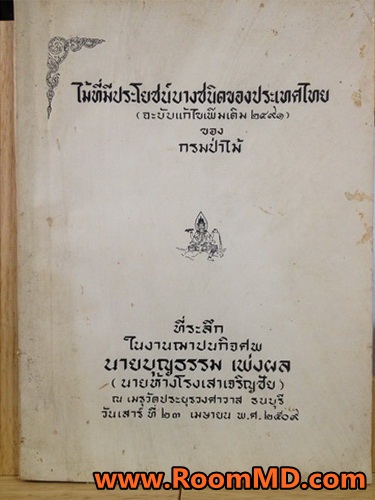 ไม้ที่มีประโยชน์บางชนิดของประเทศไทย
(ฉะบับแก้ไขเพิ่มเติม ๒๔๙๑)
ของ
กรมป่าไม้
ที่ระลึก
ในงานฌาปนกิจศพ
นายบุญธรรม เพ่งผล
(นายห้างโรงเสาเจริญชัย)
ณ เมรุวัดประยุรวงศาวาส ธนบุรี
วันเสาร์ ที่ ๒๓ เมษายน พ.ศ. ๒๕๐๙
www.RoomMD.com
www.RoomMD.com